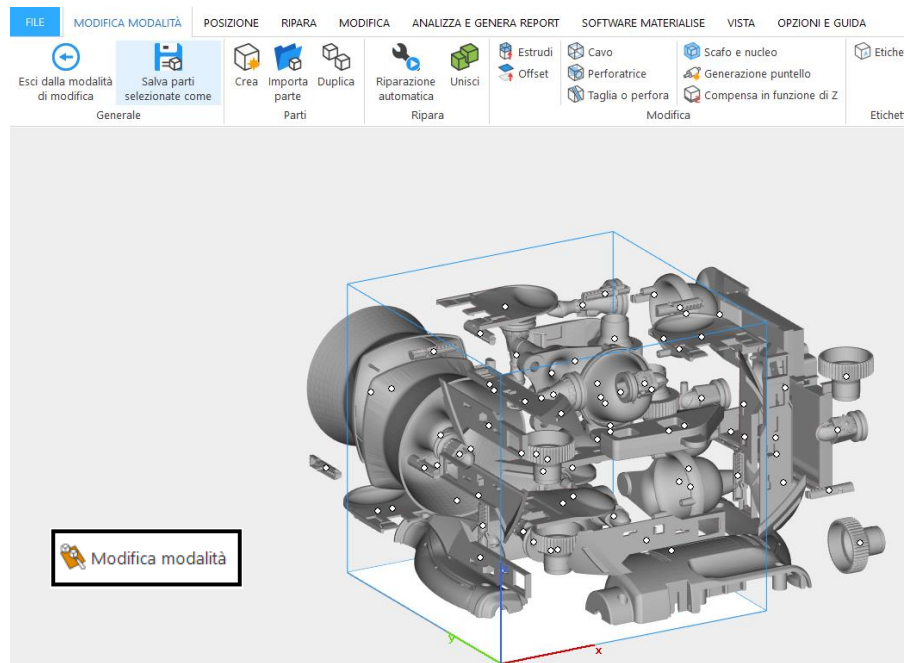 FILE MODIFICA MODALITÀ POSIZIONE RIPARA MODIFICA ANALIZZA E GENERA REPORT SOFTWARE MATERIALISE VISTA OPZIONI E GUIDA
Esci dalla modalità di modifica
Salva parti selezionate come
Generale
Crea
Importa parte
Duplica
Parti
Riparazione automatica
Unisci
Ripara
Estrudi
Offset
Cavo
Perforatrice
Taglia o perfora
Scafo e nucleo
Generazione puntello
Compensa in funzione di Z
Modifica
Modifica modalità
y
x